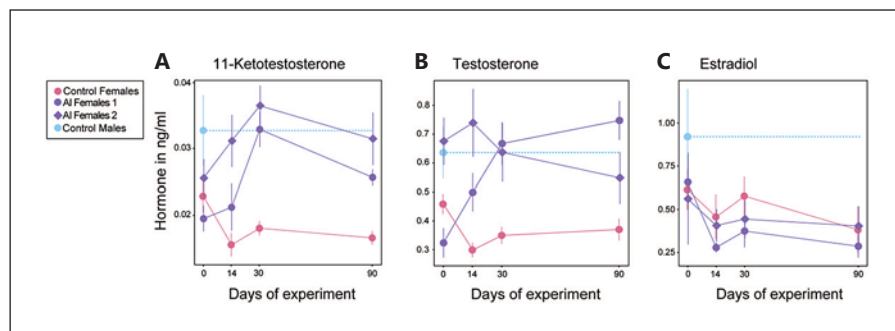 A 11-Ketotestosterone
B Testosterone
C Estradiol
Control Females
AI Females 1
AI Females 2
Control Males
Hormone in ng/ml
0.04
0.03
0.02
0 14 30 90
Days of experiment
0.8
0.7
0.6
0.5
0.4
0.3
0 14 30 90
Days of experiment
1.00
0.75
0.50
0.25
0 14 30 90
Days of experiment